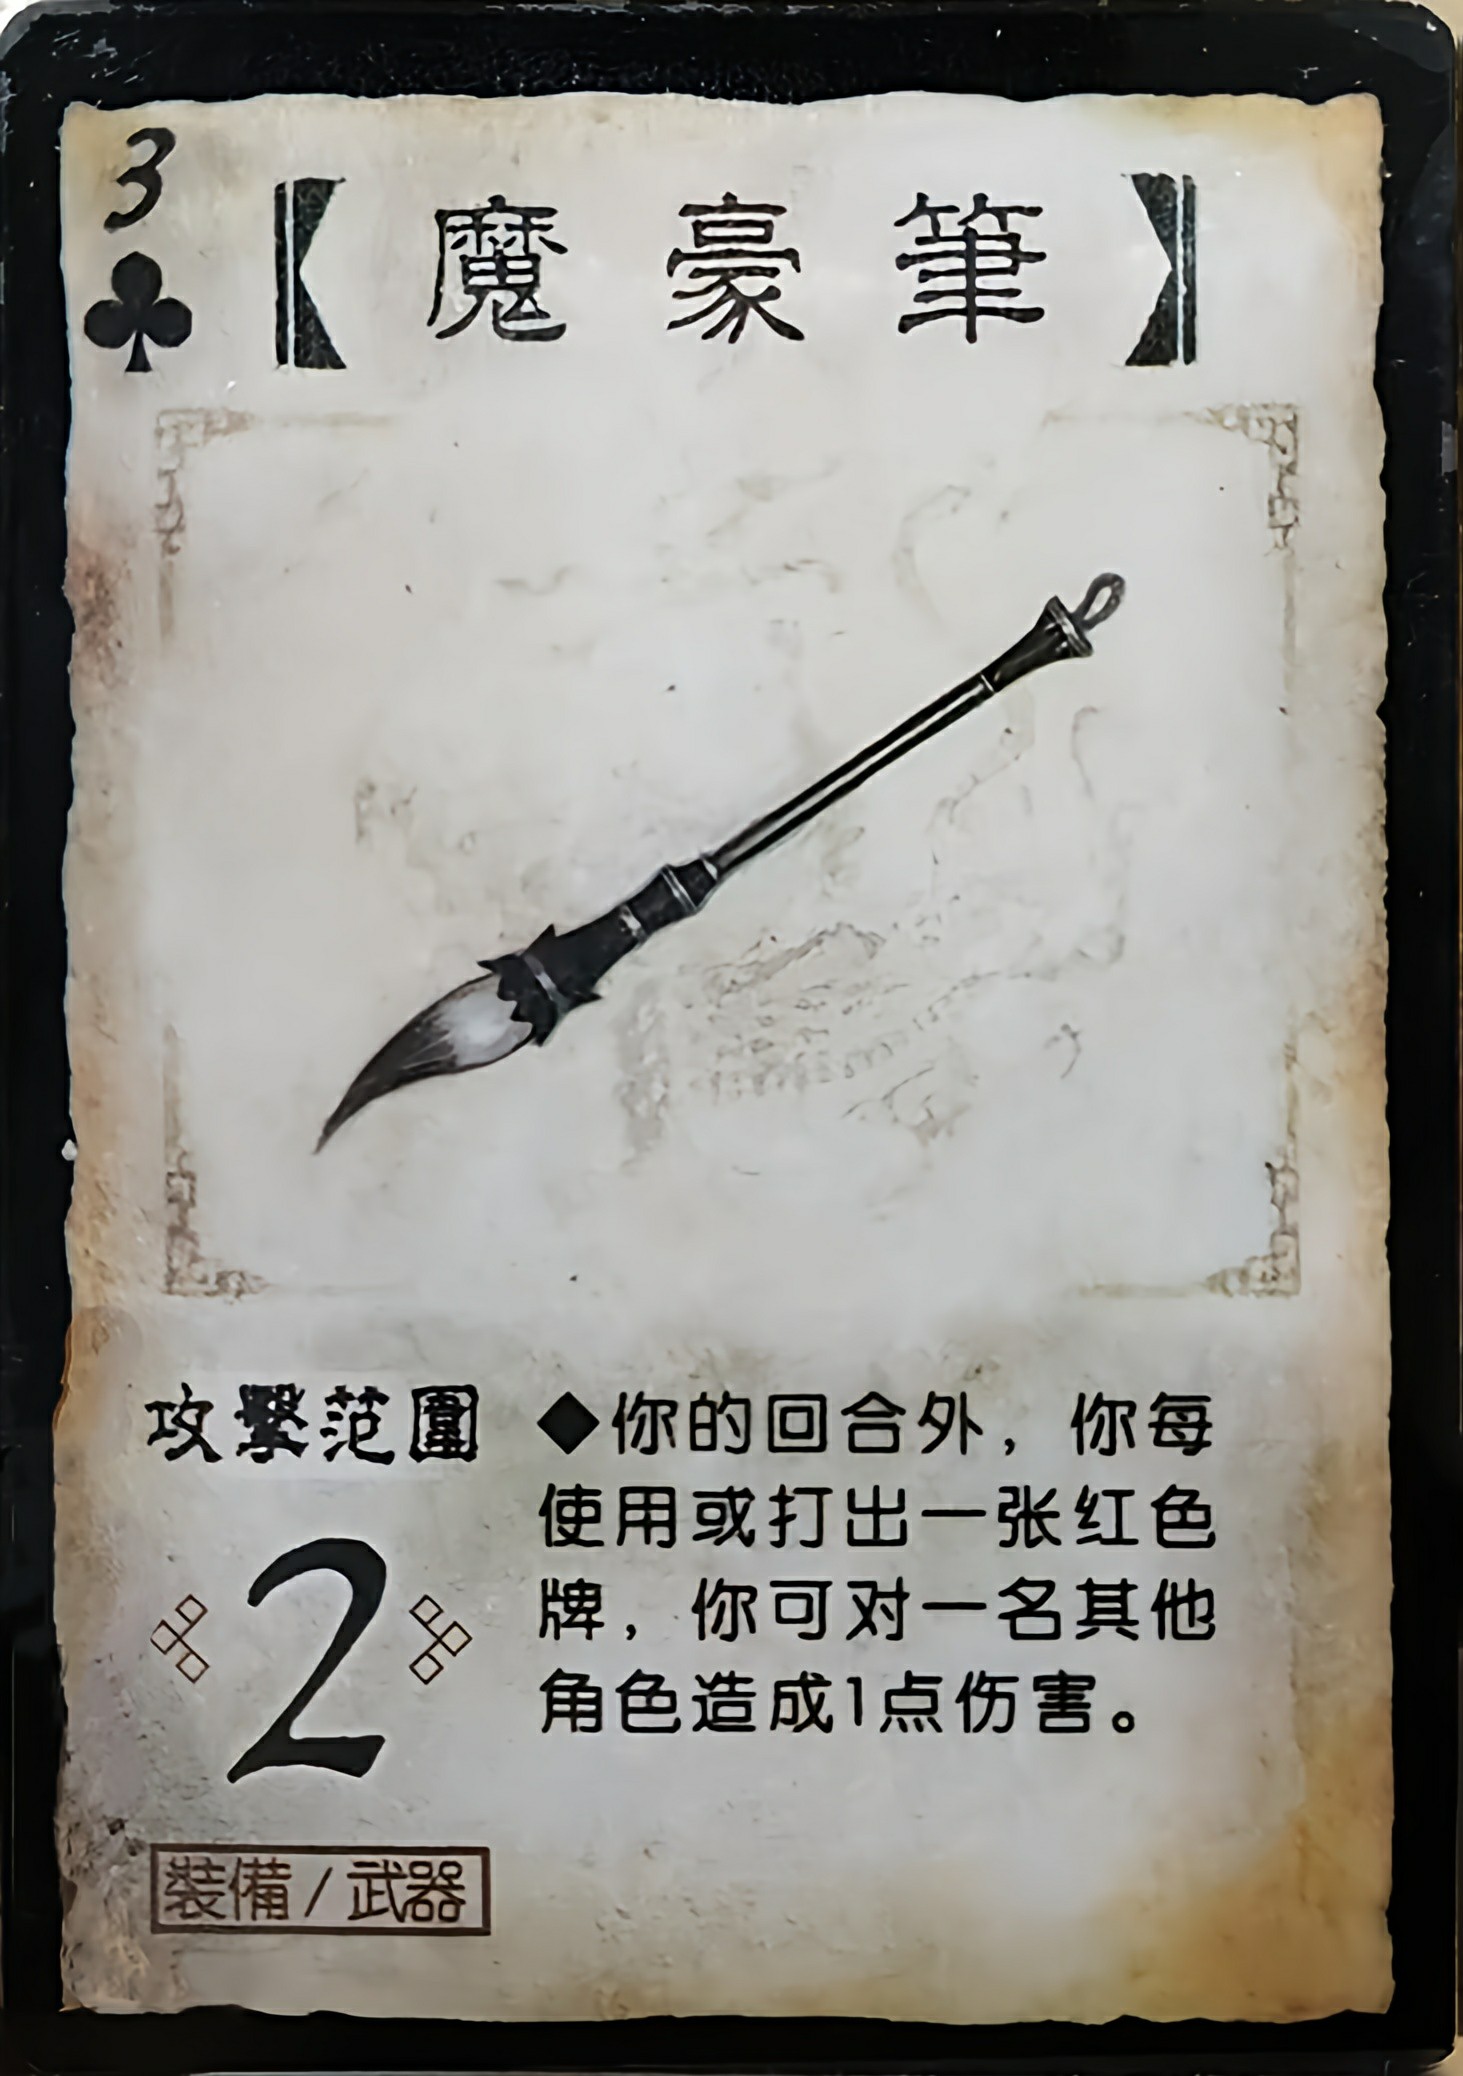 3
【魔豪筆】
攻擊范圍
2
◆你的回合外，你每
使用或打出一张红色
牌，你可对一名其他
角色造成1点伤害。
裝備/武器